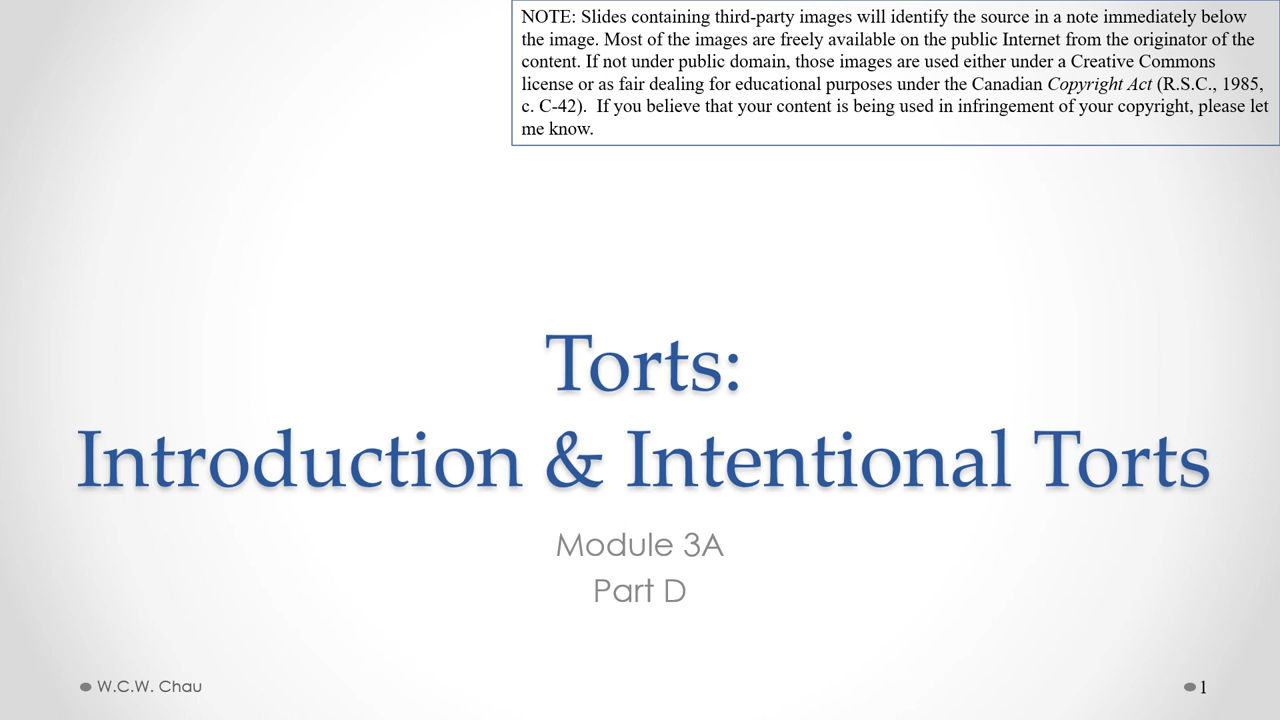 NOTE: Slides containing third-party images will identify the source in a note immediately below
the image. Most of the images are freely available on the public Internet from the originator of the
content. If not under public domain, those images are used either under a Creative Commons
license or as fair dealing for educational purposes under the Canadian Copyright Act (R.S.C., 1985,
c. C-42).  If you believe that your content is being used in infringement of your copyright, please let
me know.
Torts:
Introduction & Intentional Torts
Module 3A
Part D
W.C.W. Chau
1